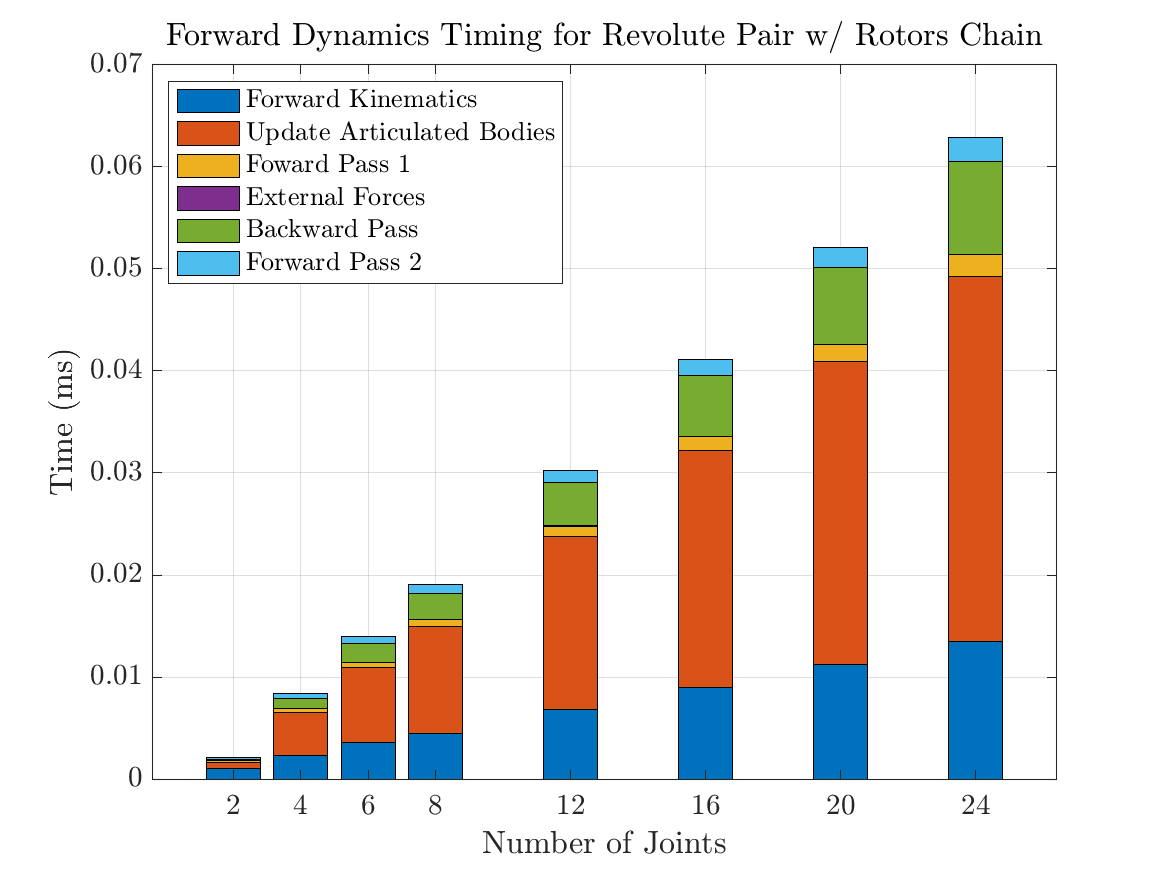 Forward Dynamics Timing for Revolute Pair w/ Rotors Chain
0.07
0.06
0.05
0.04
0.03
0.02
0.01
0
Time (ms)
Forward Kinematics
Update Articulated Bodies
Foward Pass 1
External Forces
Backward Pass
Forward Pass 2
2 4 6 8 12 16 20 24
Number of Joints